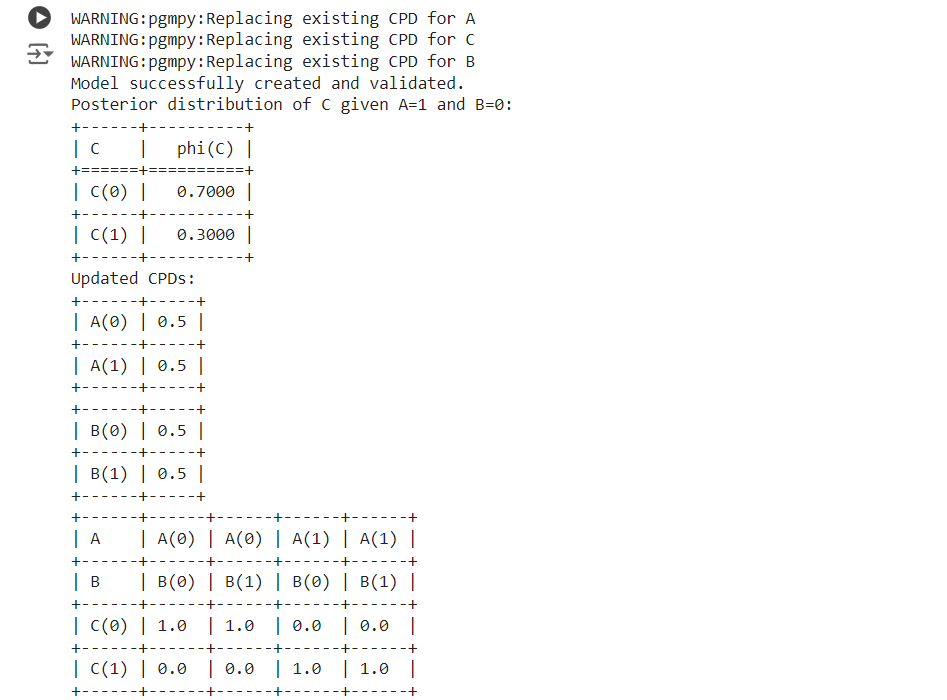 WARNING:pgmpy:Replacing existing CPD for A
WARNING:pgmpy:Replacing existing CPD for C
WARNING:pgmpy:Replacing existing CPD for B
Model successfully created and validated.
Posterior distribution of C given A=1 and B=0:
+------+----------+
| C    |   phi(C) |
+======+==========+
| C(0) |   0.7000 |
+------+----------+
| C(1) |   0.3000 |
+------+----------+
Updated CPDs:
+------+-----+
| A(0) | 0.5 |
+------+-----+
| A(1) | 0.5 |
+------+-----+
+------+-----+
| B(0) | 0.5 |
+------+-----+
| B(1) | 0.5 |
+------+-----+
+------+------+------+------+------+
| A    | A(0) | A(0) | A(1) | A(1) |
+------+------+------+------+------+
| B    | B(0) | B(1) | B(0) | B(1) |
+------+------+------+------+------+
| C(0) | 1.0  | 1.0  | 0.0  | 0.0  |
+------+------+------+------+------+
| C(1) | 0.0  | 0.0  | 1.0  | 1.0  |
+------+------+------+------+------+